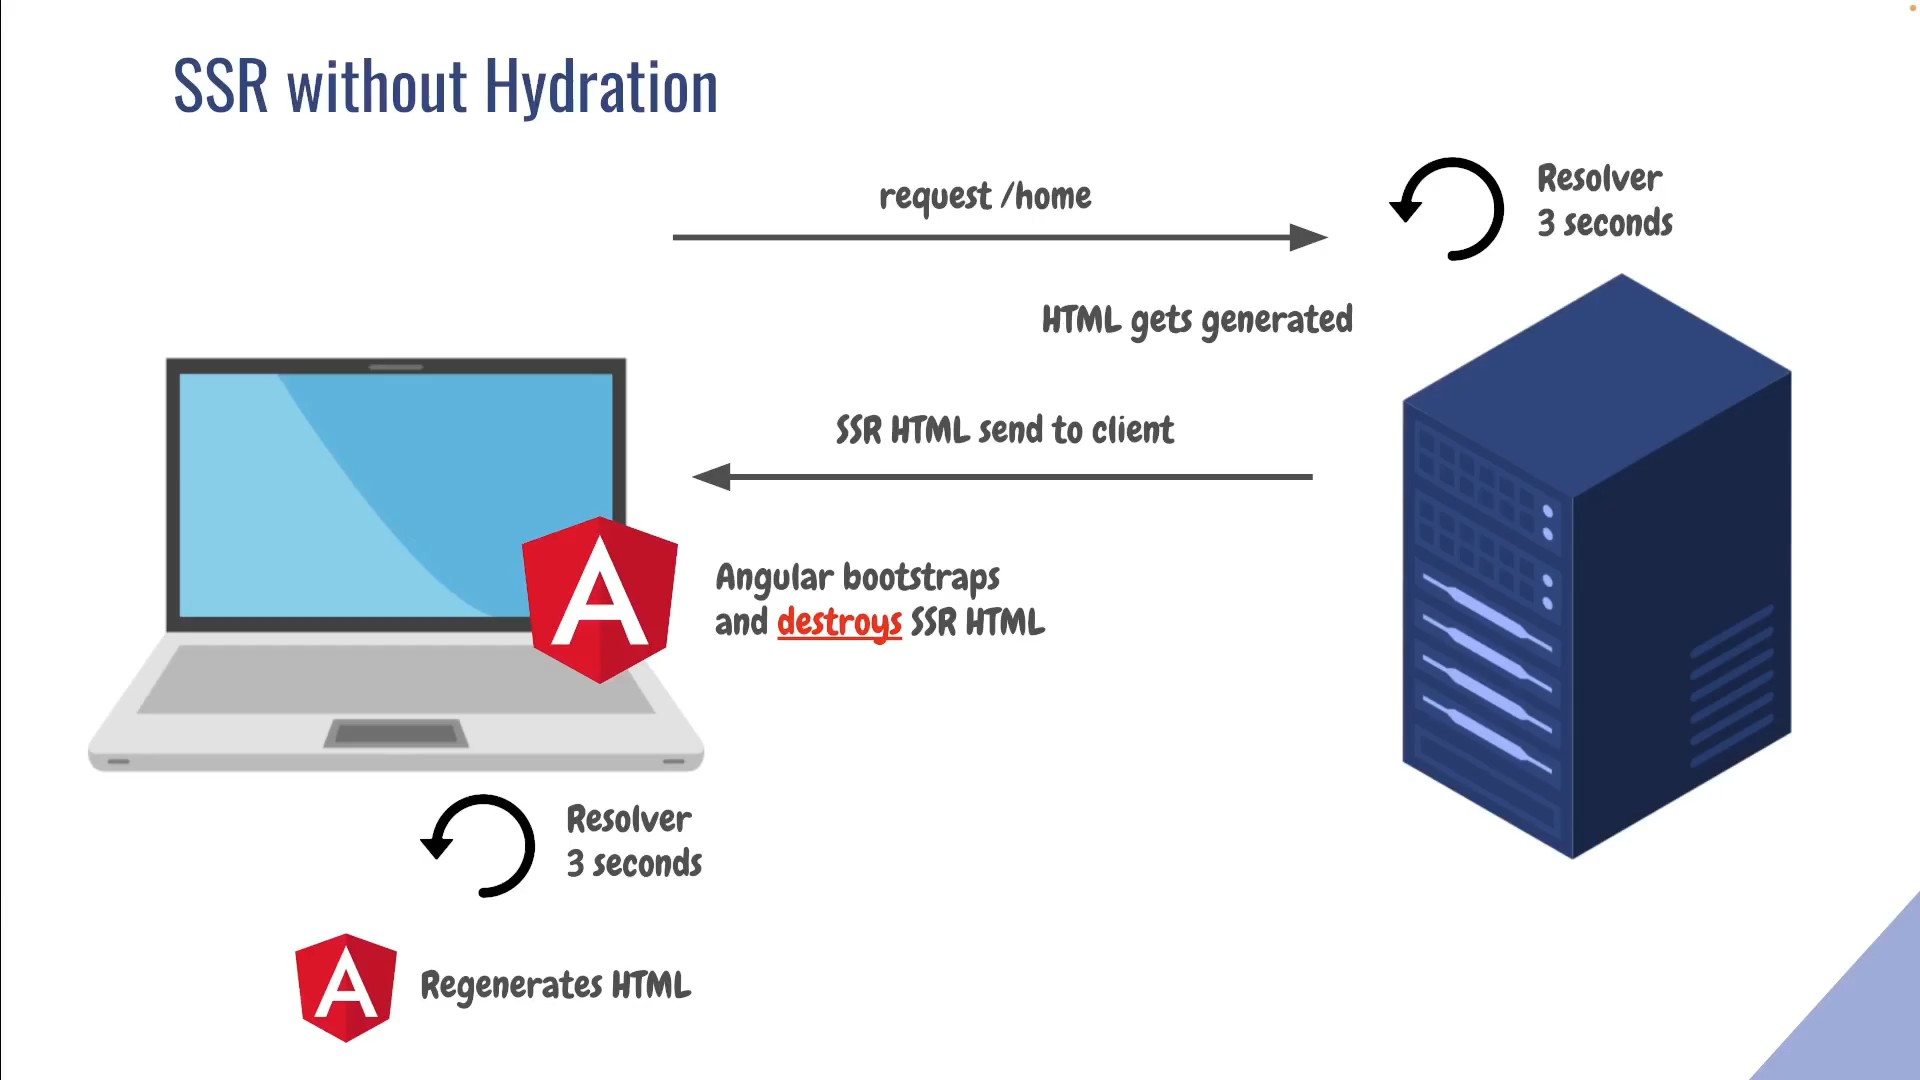 SSR without Hydration
request /home
Resolver
3 seconds
HTML gets generated
SSR HTML send to client
Angular bootstraps
and destroys SSR HTML
Resolver
3 seconds
Regenerates HTML